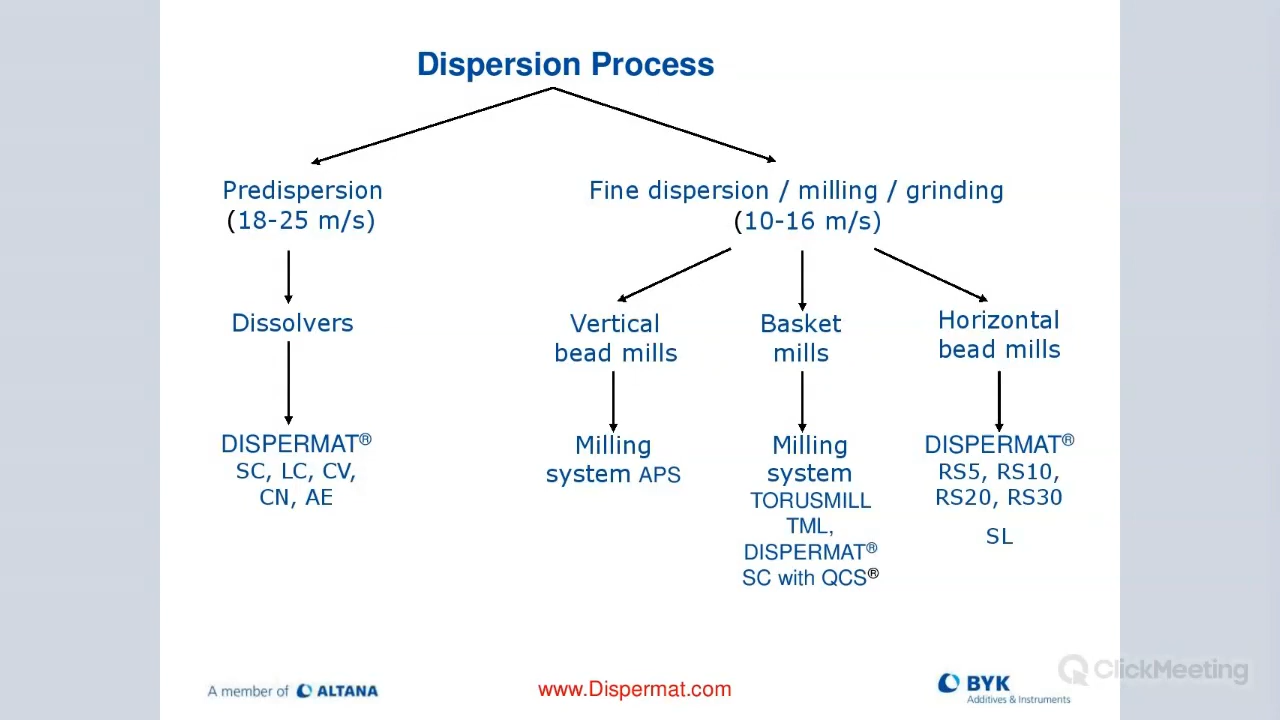 Dispersion Process
Predispersion
(18-25 m/s)
Fine dispersion / milling / grinding
(10-16 m/s)
Dissolvers
Vertical
bead mills
Basket
mills
Horizontal
bead mills
DISPERMAT®
SC, LC, CV,
CN, AE
Milling
system APS
Milling
system
TORUSMILL
TML,
DISPERMAT®
SC with QCS®
DISPERMAT®
RS5, RS10,
RS20, RS30
SL
A member of ALTANA
www.Dispermat.com
BYK
Additives & Instruments
ClickMeeting